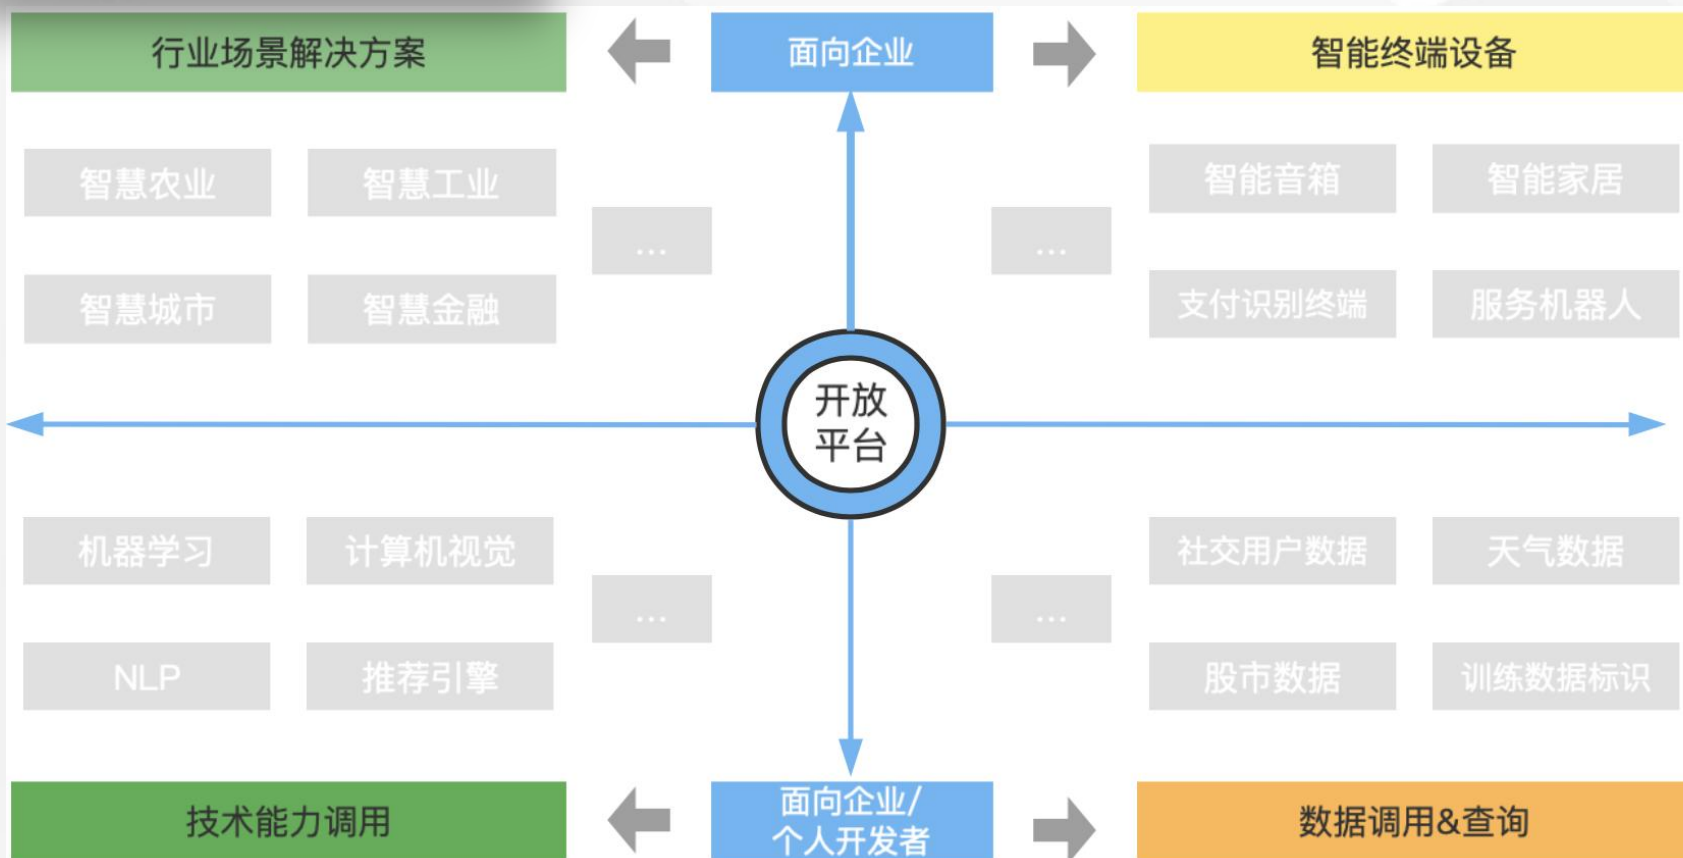 行业场景解决方案
面向企业
智能终端设备
智慧农业
智慧工业
智能音箱
智能家居
...
...
智慧城市
智慧金融
支付识别终端
服务机器人
开放
平台
机器学习
计算机视觉
社交用户数据
天气数据
...
...
NLP
推荐引擎
股市数据
训练数据标识
技术能力调用
面向企业/
个人开发者
数据调用&查询